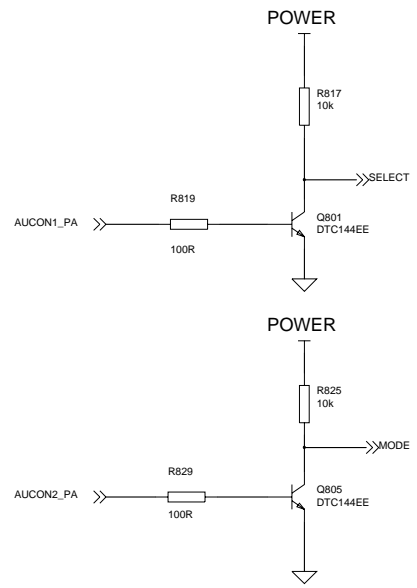 POWER
R817
10k
SELECT
R819
AUCON1_PA
Q801
DTC144EE
100R
POWER
R825
10k
MODE
R829
AUCON2_PA
Q805
DTC144EE
100R